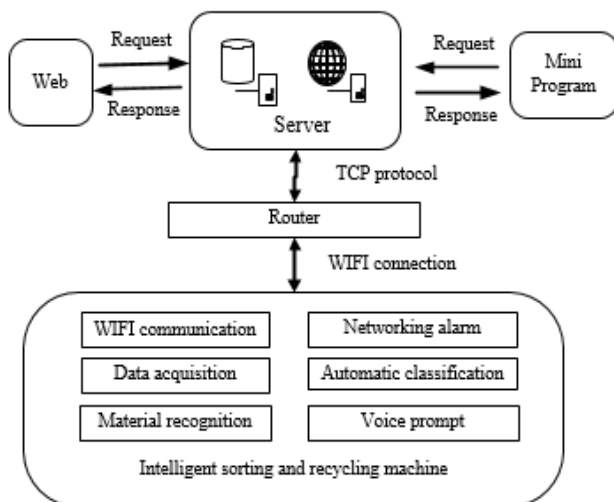 Request
Request
Web
Mini
Program
Response
Response
Server
TCP protocol
Router
WIFI connection
WIFI communication
Networking alarm
Data acquisition
Automatic classification
Material recognition
Voice prompt
Intelligent sorting and recycling machine